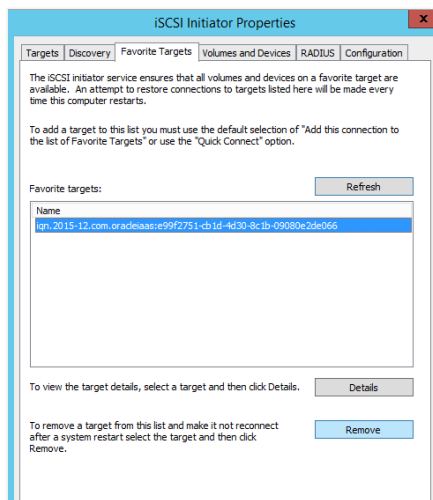 iSCSI Initiator Properties
x
Targets Discovery Favorite Targets Volumes and Devices RADIUS Configuration
The iSCSI initiator service ensures that all volumes and devices on a favorite target are
available. An attempt to restore connections to targets listed here will be made every
time this computer restarts.
To add a target to this list you must use the default selection of "Add this connection to
the list of Favorite Targets" or use the "Quick Connect" option.
Favorite targets:
Refresh
Name
iqn.2015-12.com.oracleiaas:e99f2751-cb1d-4d30-8c1b-09080e2de066
To view the target details, select a target and then click Details.
Details
To remove a target from this list and make it not reconnect
after a system restart select the target and then click
Remove.
Remove